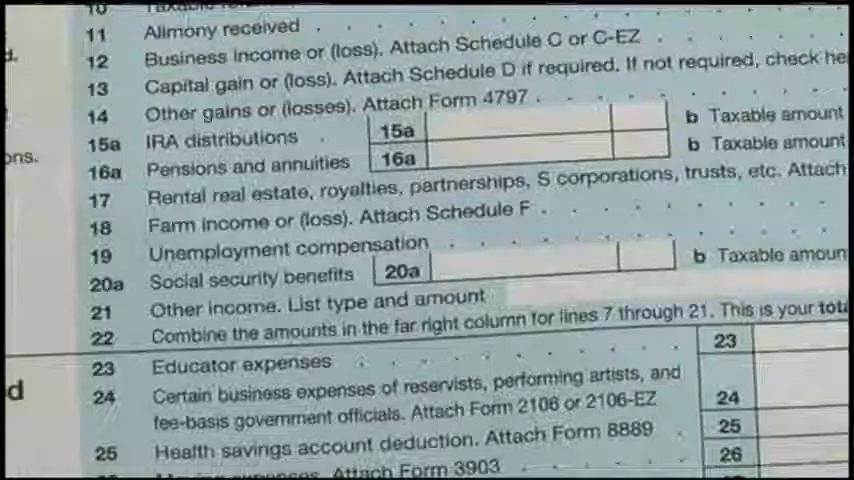 10 Taxable
11 Alimony received
d.
12 Business income or (loss). Attach Schedule C or C-EZ
13 Capital gain or (loss). Attach Schedule D if required. If not required, check he
14 Other gains or (losses). Attach Form 4797
15a IRA distributions 15a b Taxable amount
ons.
16a Pensions and annuities 16a b Taxable amount
17 Rental real estate, royalties, partnerships, S corporations, trusts, etc. Attach
18 Farm income or (loss). Attach Schedule F
19 Unemployment compensation
20a Social security benefits 20a b Taxable amoun
21 Other income. List type and amount
22 Combine the amounts in the far right column for lines 7 through 21. This is your tota
23 Educator expenses 23
d
24 Certain business expenses of reservists, performing artists, and
fee-basis government officials. Attach Form 2106 or 2106-EZ 24
25 Health savings account deduction. Attach Form 8889 25
expenses. Attach Form 3903 26